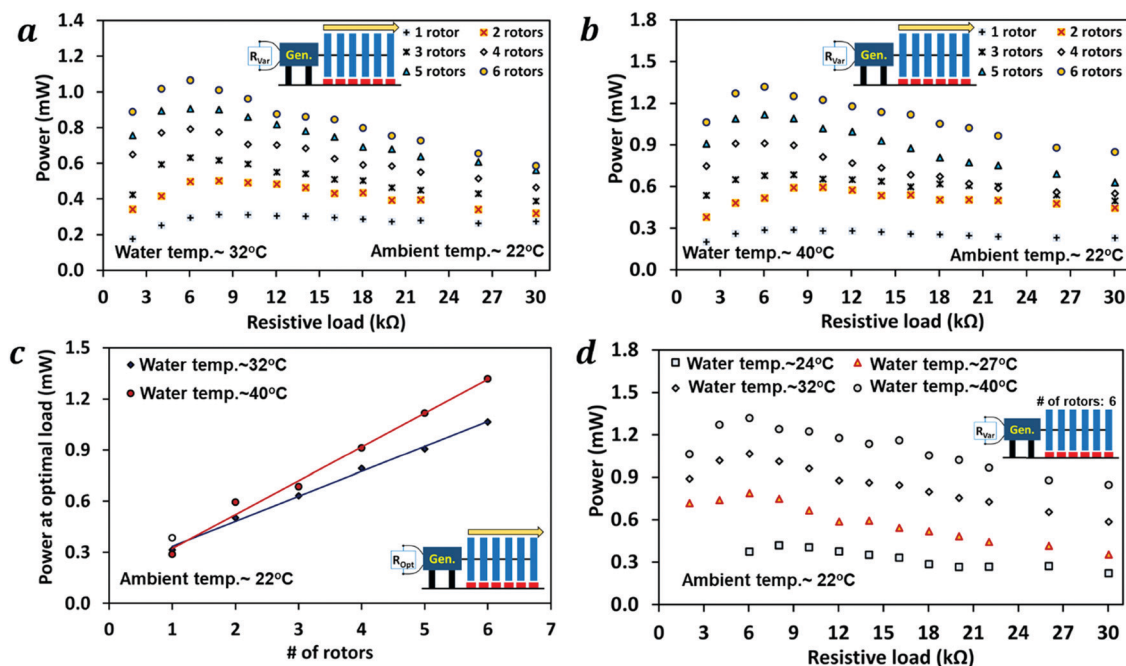 a
1.4
1.2
1.0
0.8
0.6
0.4
0.2
0.0
Power (mW)
RVar
Gen.
1 rotor
2 rotors
3 rotors
4 rotors
5 rotors
6 rotors
Water temp.~ 32°C
Ambient temp.~ 22°C
0 3 6 9 12 15 18 21 24 27 30
Resistive load (kΩ)
b
1.8
1.5
1.2
0.9
0.6
0.3
0.0
Power (mW)
RVar
Gen.
1 rotor
2 rotors
3 rotors
4 rotors
5 rotors
6 rotors
Water temp.~ 40°C
Ambient temp.~ 22°C
0 3 6 9 12 15 18 21 24 27 30
Resistive load (kΩ)
c
1.5
1.2
0.9
0.6
0.3
0.0
Power at optimal load (mW)
Water temp.~32°C
Water temp.~40°C
ROpt
Gen.
Ambient temp.~ 22°C
0 1 2 3 4 5 6 7
# of rotors
d
1.8
1.5
1.2
0.9
0.6
0.3
0.0
Power (mW)
Water temp.~24°C
Water temp.~27°C
Water temp.~32°C
Water temp.~40°C
# of rotors: 6
RVar
Gen.
Ambient temp.~ 22°C
0 3 6 9 12 15 18 21 24 27 30
Resistive load (kΩ)